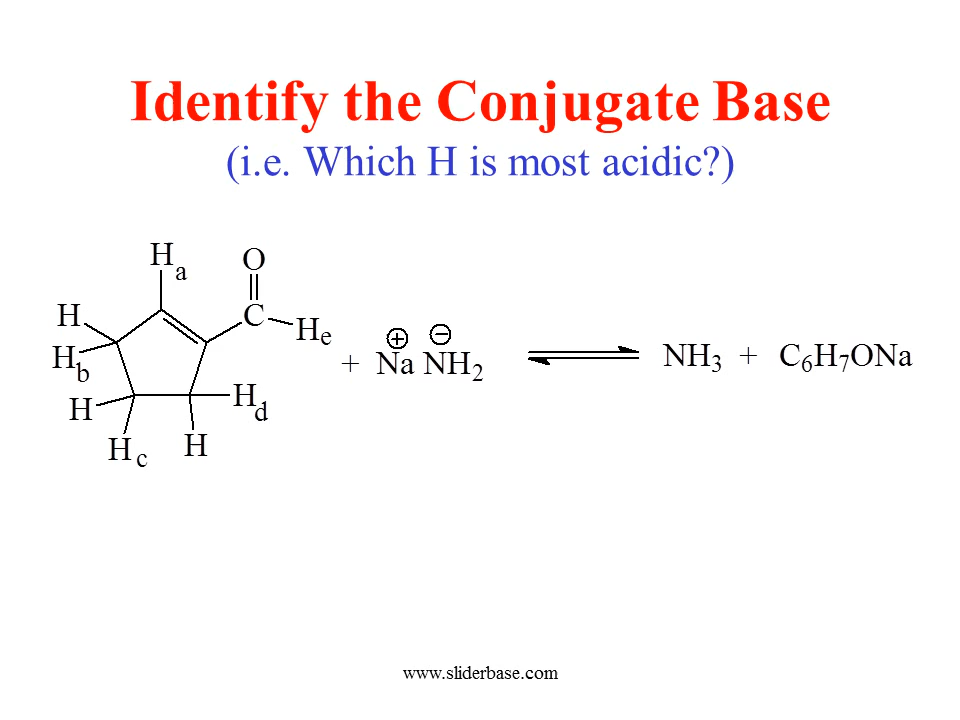 Identify the Conjugate Base
(i.e. Which H is most acidic?)
Ha O
H C He
Hb + ⊕ ⊖
Na NH2 NH3 + C6H7ONa
H Hd
Hc H
www.sliderbase.com